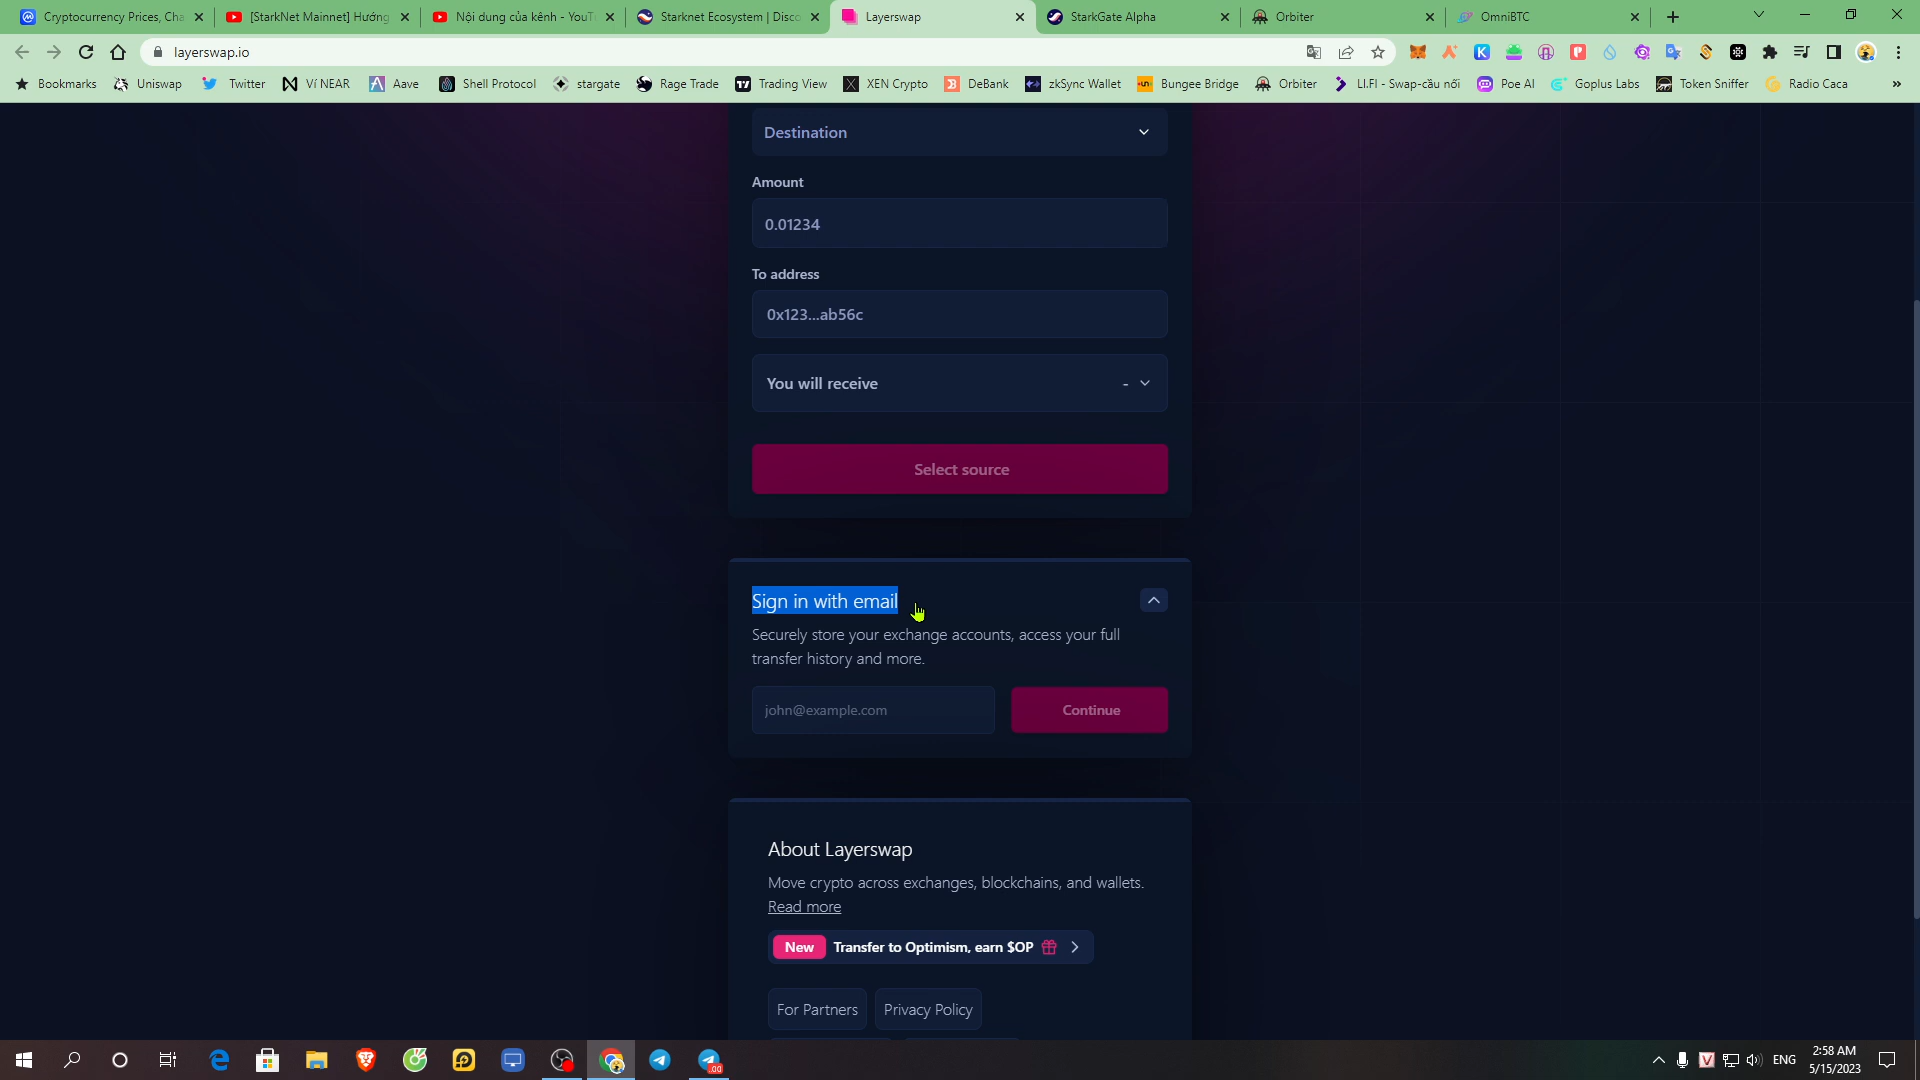 Cryptocurrency Prices, Cha
[StarkNet Mainnet] Hướng
Nội dung của kênh - YouT
Starknet Ecosystem | Disco
Layerswap
StarkGate Alpha
Orbiter
OmniBTC
layerswap.io
Bookmarks
Uniswap
Twitter
Ví NEAR
Aave
Shell Protocol
stargate
Rage Trade
Trading View
XEN Crypto
DeBank
zkSync Wallet
Bungee Bridge
Orbiter
LI.FI - Swap-cầu nối
Poe AI
Goplus Labs
Token Sniffer
Radio Caca
Destination
Amount
0.01234
To address
0x123...ab56c
You will receive -
Select source
Sign in with email
Securely store your exchange accounts, access your full
transfer history and more.
john@example.com
Continue
About Layerswap
Move crypto across exchanges, blockchains, and wallets.
Read more
New Transfer to Optimism, earn $OP
For Partners
Privacy Policy
ENG
2:58 AM
5/15/2023